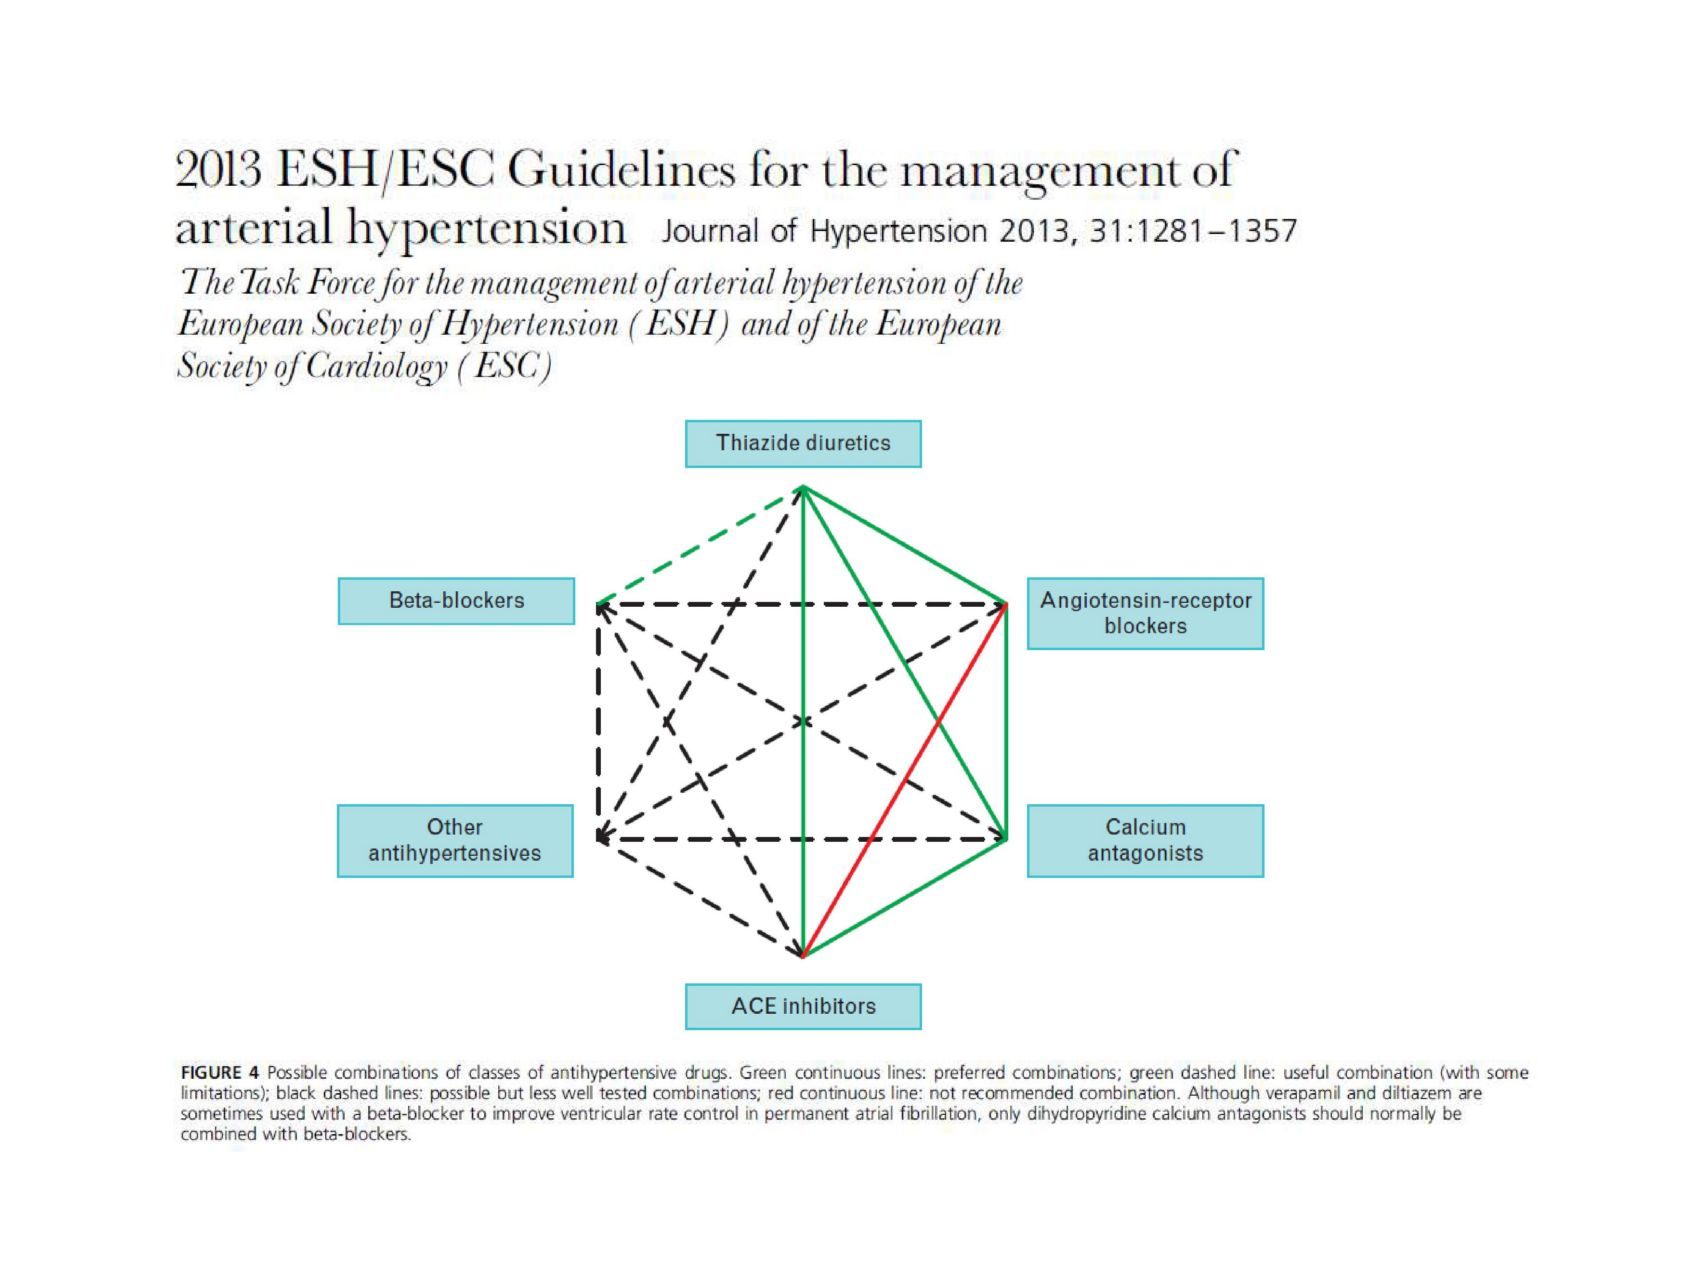 2013 ESH/ESC Guidelines for the management of
arterial hypertension Journal of Hypertension 2013, 31:1281–1357
The Task Force for the management of arterial hypertension of the
European Society of Hypertension (ESH) and of the European
Society of Cardiology (ESC)
Thiazide diuretics
Beta-blockers
Angiotensin-receptor
blockers
Other
antihypertensives
Calcium
antagonists
ACE inhibitors
FIGURE 4 Possible combinations of classes of antihypertensive drugs. Green continuous lines: preferred combinations; green dashed line: useful combination (with some
limitations); black dashed lines: possible but less well tested combinations; red continuous line: not recommended combination. Although verapamil and diltiazem are
sometimes used with a beta-blocker to improve ventricular rate control in permanent atrial fibrillation, only dihydropyridine calcium antagonists should normally be
combined with beta-blockers.